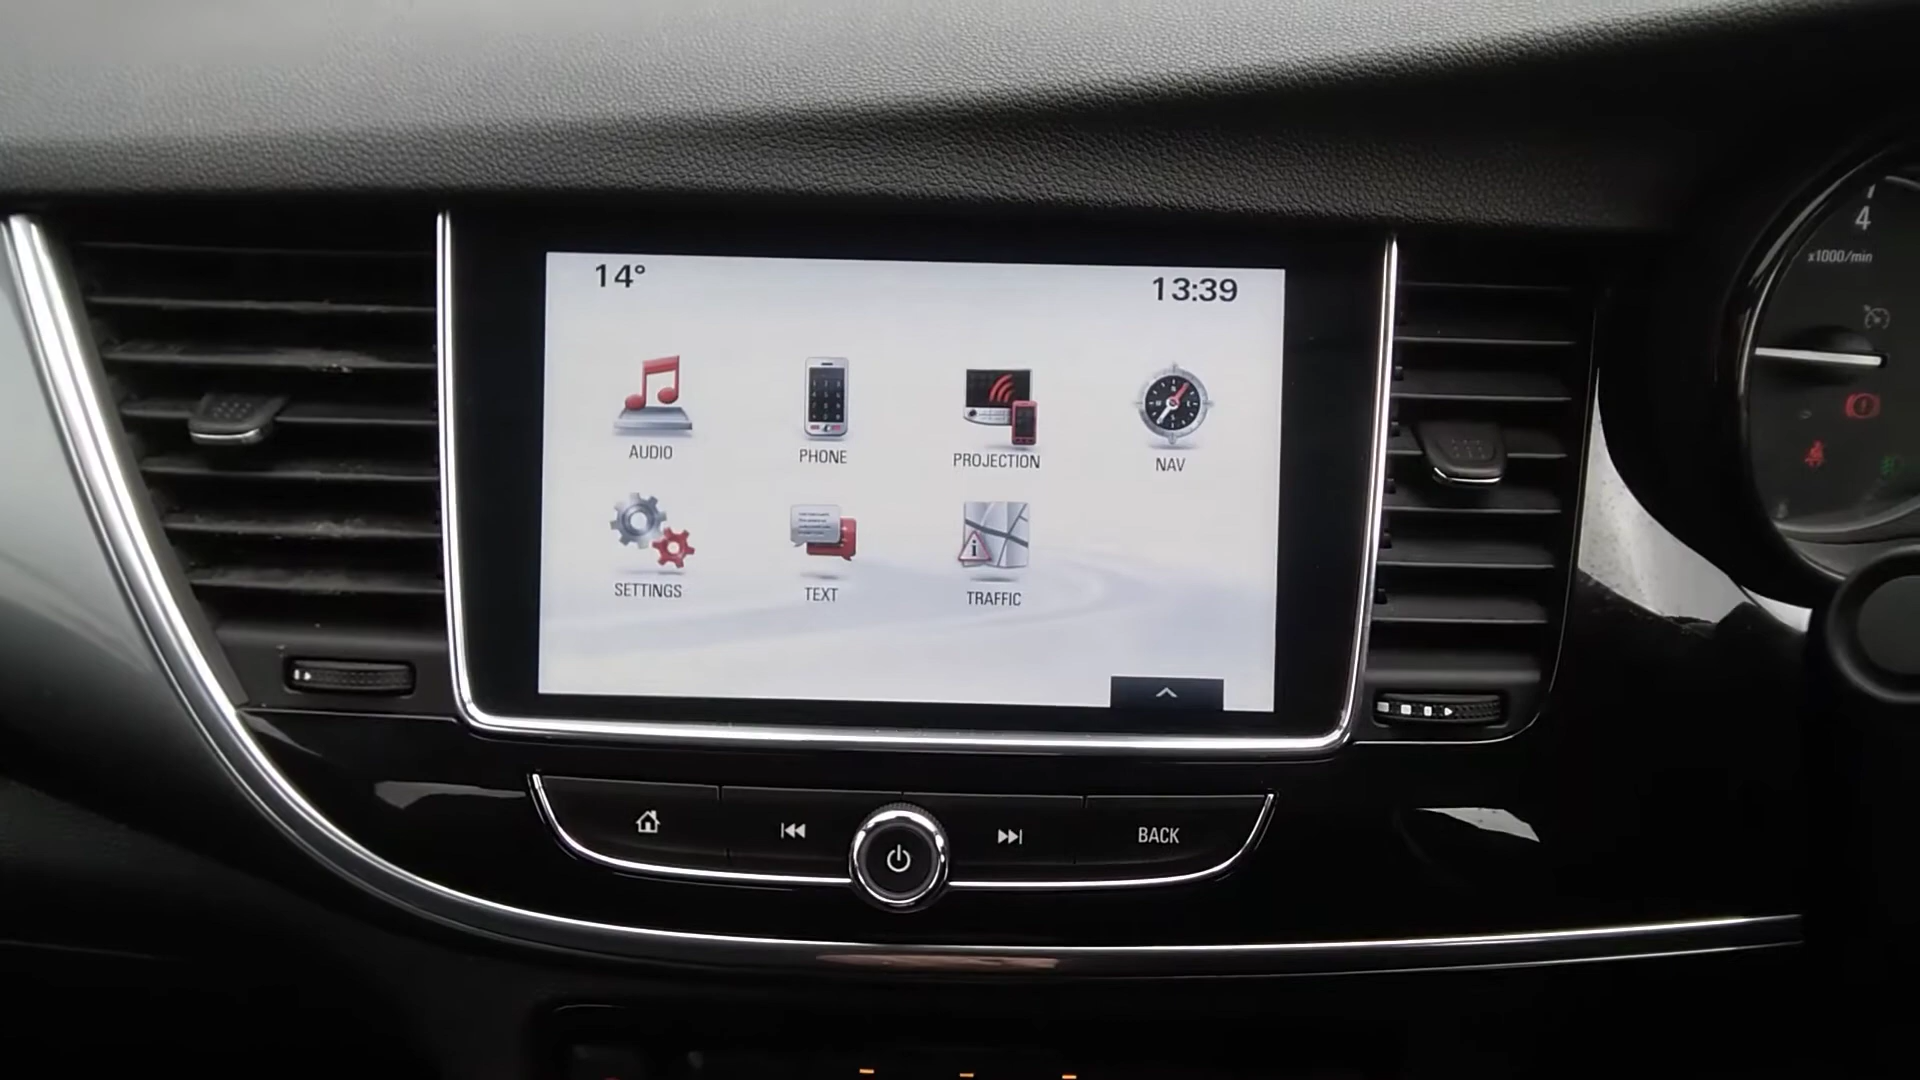 14°
13:39
AUDIO
PHONE
PROJECTION
NAV
SETTINGS
TEXT
TRAFFIC
BACK
4
x1000/min